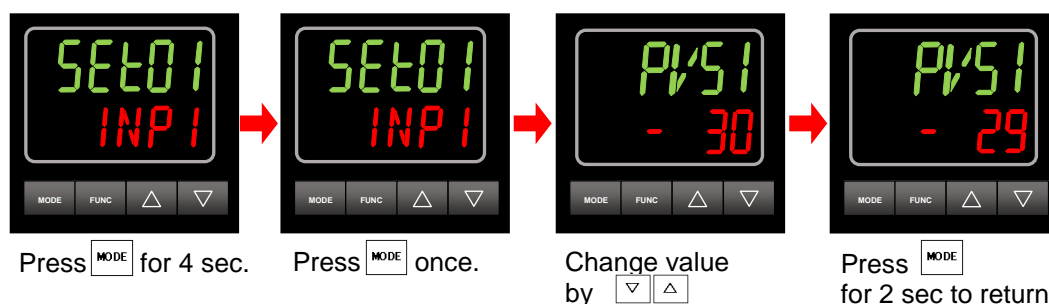 SEt01
INP1
MODE FUNC △ ▽
Press MODE for 4 sec.
SEt01
INP1
MODE FUNC △ ▽
Press MODE once.
PVS1
- 30
MODE FUNC △ ▽
Change value
by ▽ △
PVS1
- 29
MODE FUNC △ ▽
Press MODE
for 2 sec to return